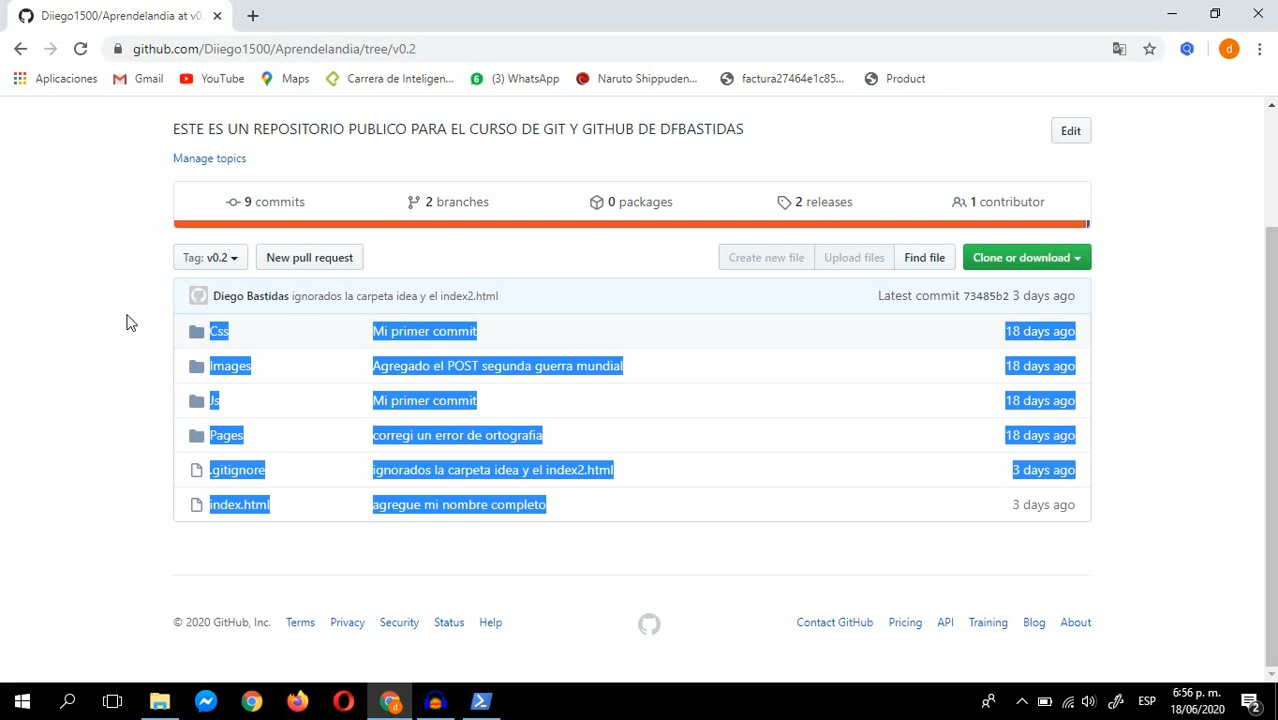 Diiego1500/Aprendelandia at v0.
github.com/Diiego1500/Aprendelandia/tree/v0.2
d
Aplicaciones Gmail YouTube Maps Carrera de Inteligen... 6 (3) WhatsApp Naruto Shippuden... factura27464e1c85... Product
ESTE ES UN REPOSITORIO PUBLICO PARA EL CURSO DE GIT Y GITHUB DE DFBASTIDAS
Edit
Manage topics
9 commits 2 branches 0 packages 2 releases 1 contributor
Tag: v0.2 New pull request Create new file Upload files Find file Clone or download
Diego Bastidas ignorados la carpeta idea y el index2.html Latest commit 73485b2 3 days ago
Css Mi primer commit 18 days ago
Images Agregado el POST segunda guerra mundial 18 days ago
Js Mi primer commit 18 days ago
Pages corregi un error de ortografia 18 days ago
.gitignore ignorados la carpeta idea y el index2.html 3 days ago
index.html agregue mi nombre completo 3 days ago
© 2020 GitHub, Inc. Terms Privacy Security Status Help Contact GitHub Pricing API Training Blog About
d
ESP
6:56 p. m.
18/06/2020
2